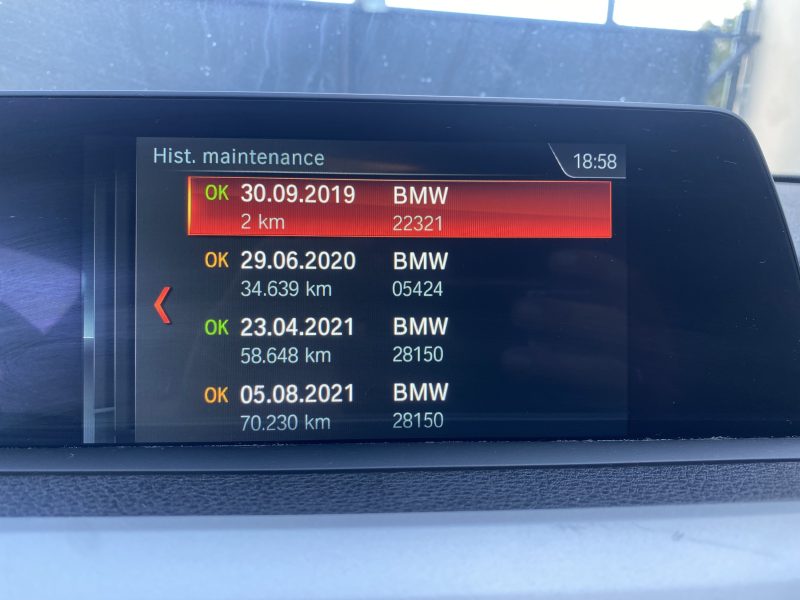 Hist. maintenance 18:58
OK 30.09.2019 BMW
2 km 22321
OK 29.06.2020 BMW
34.639 km 05424
OK 23.04.2021 BMW
58.648 km 28150
OK 05.08.2021 BMW
70.230 km 28150